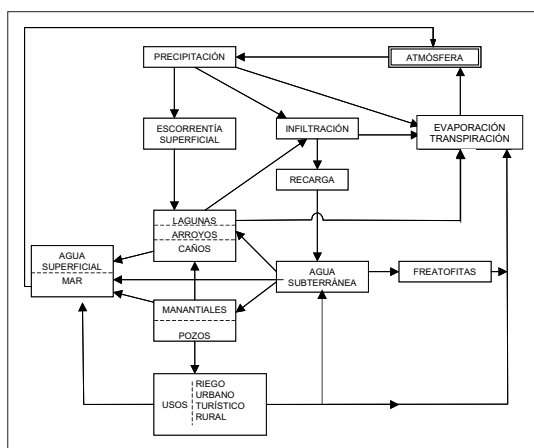 PRECIPITACIÓN
ATMÓSFERA
ESCORRENTÍA
SUPERFICIAL
INFILTRACIÓN
EVAPORACIÓN
TRANSPIRACIÓN
RECARGA
LAGUNAS
ARROYOS
CAÑOS
AGUA
SUPERFICIAL
MAR
AGUA
SUBTERRÁNEA
FREATOFITAS
MANANTIALES
POZOS
USOS
RIEGO
URBANO
TURÍSTICO
RURAL